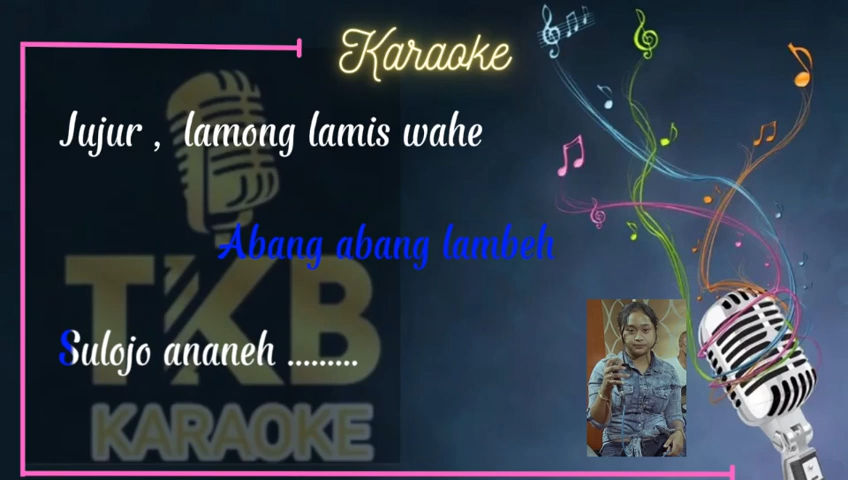 Karaoke
Jujur , lamong lamis wahe
Abang abang lambeh
Sulojo ananeh .........
TKB
KARAOKE